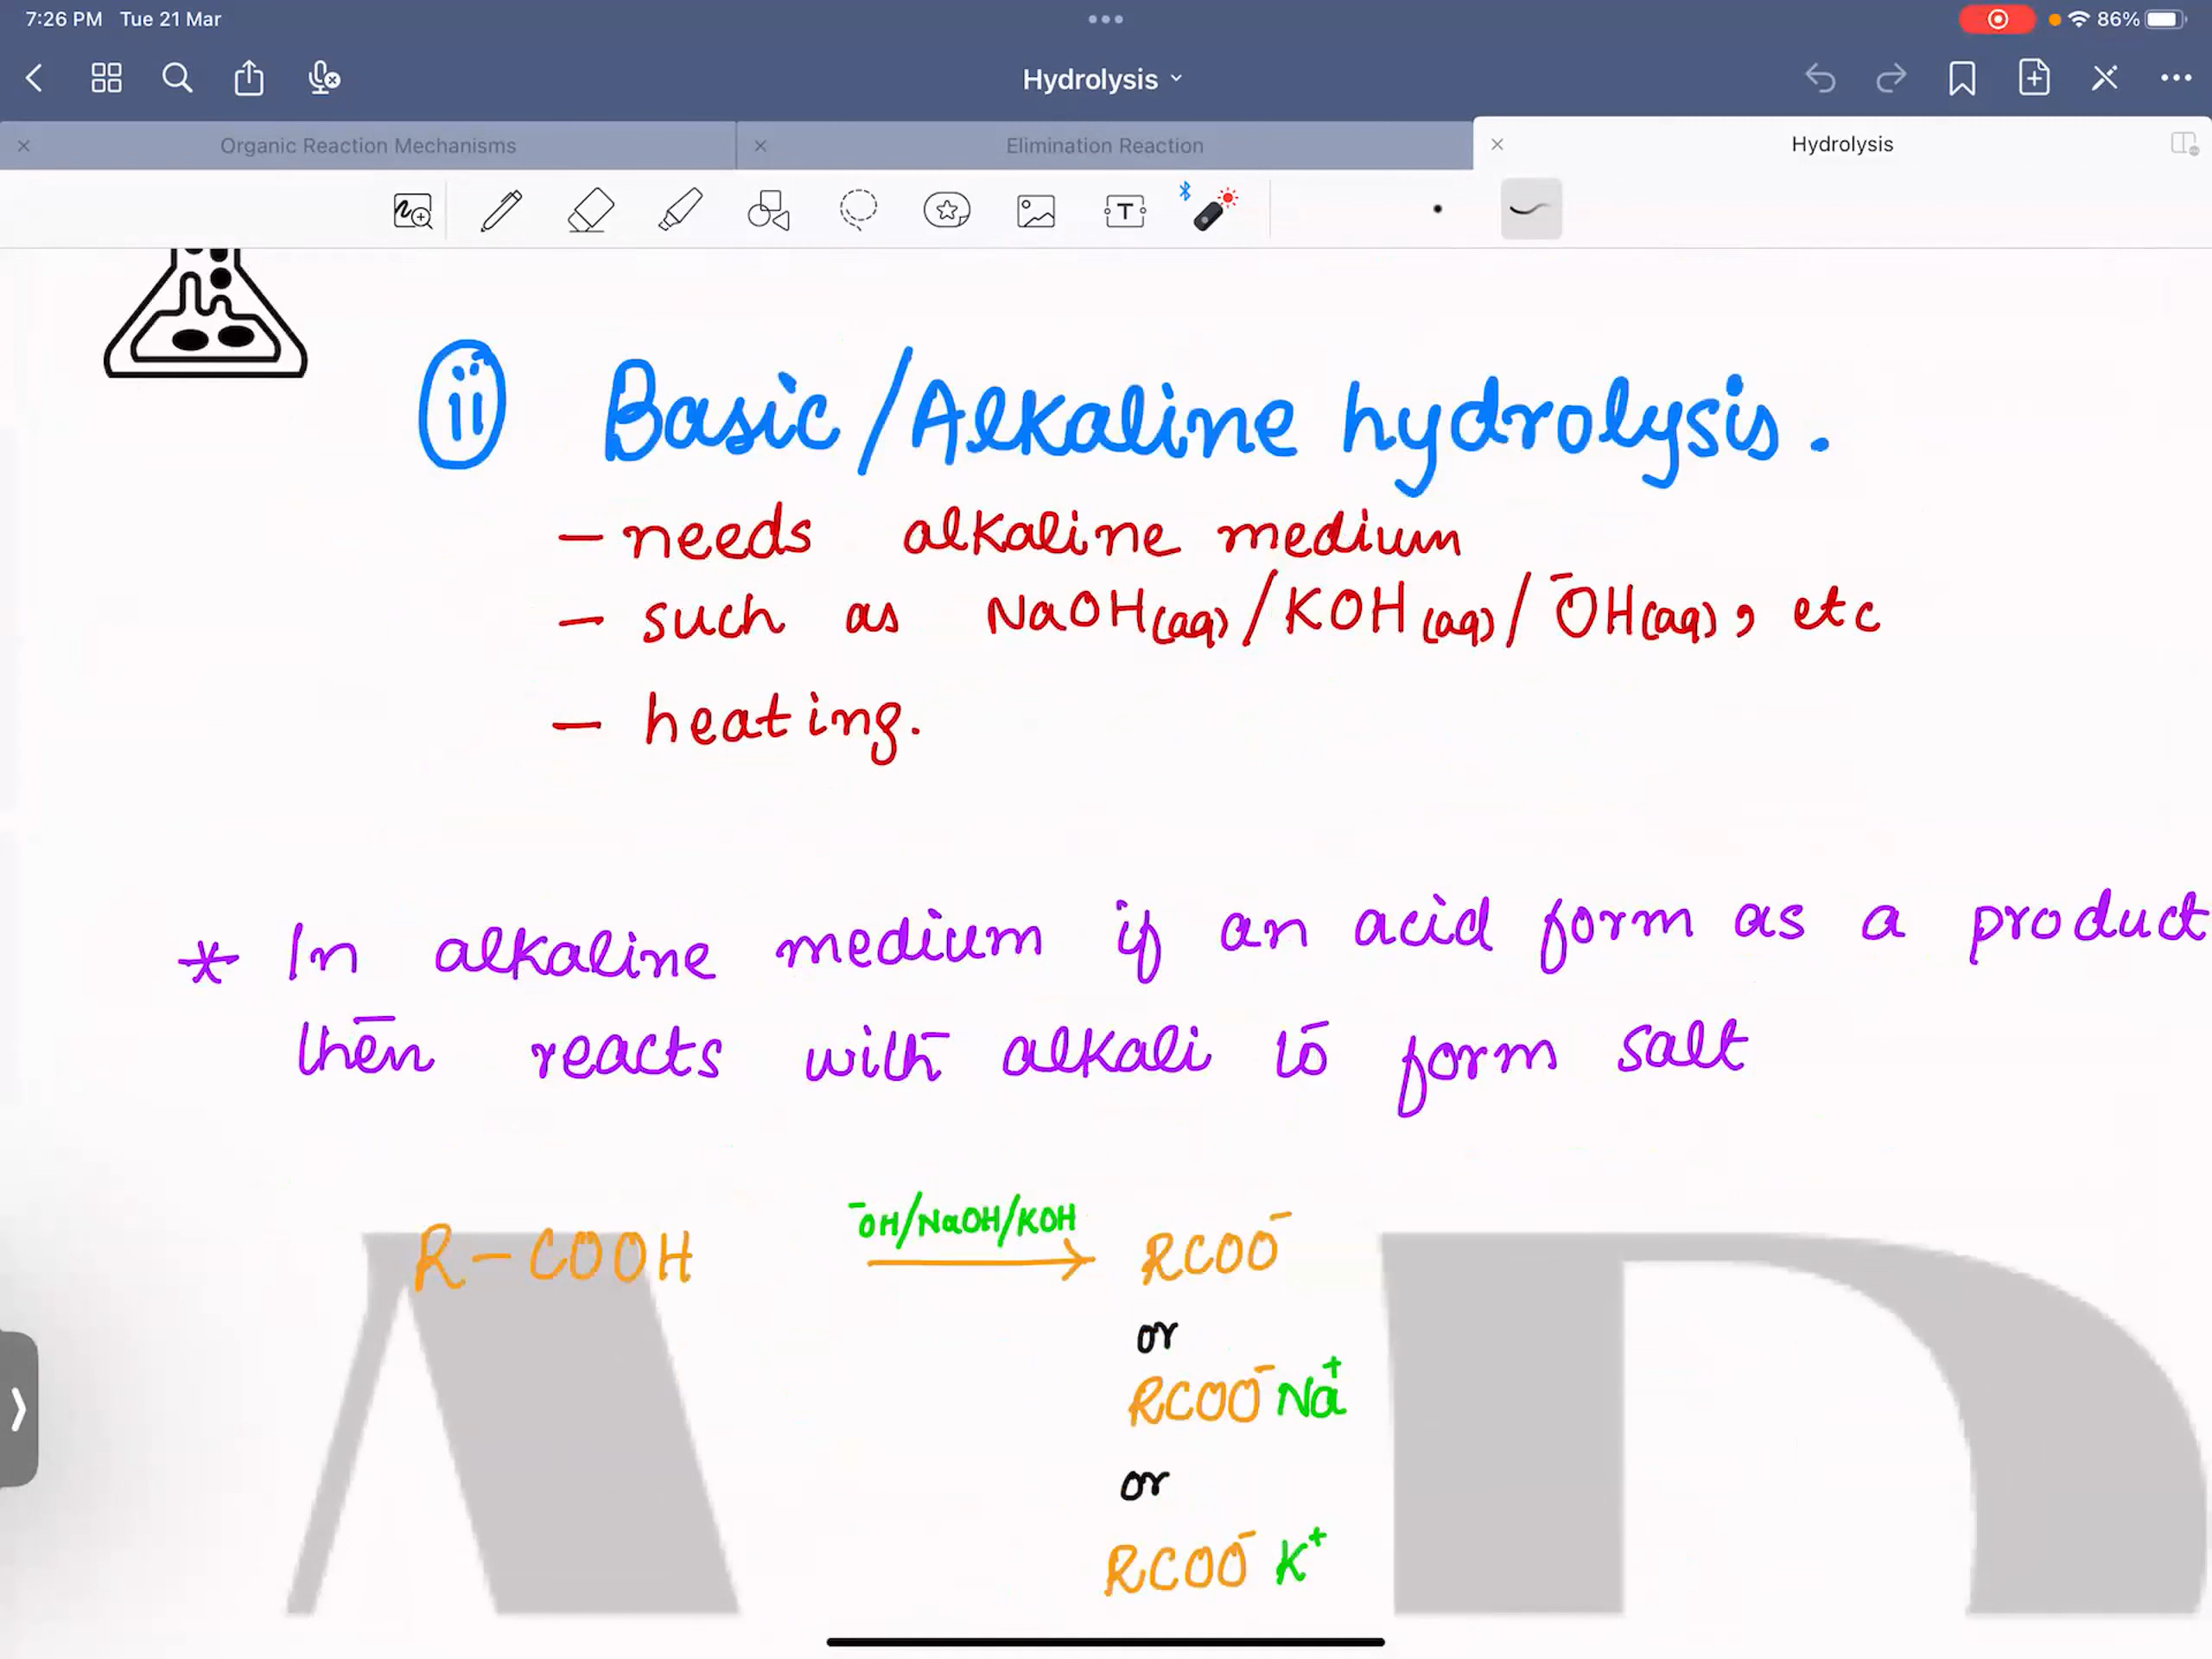 7:26 PM Tue 21 Mar
86%
Hydrolysis
Organic Reaction Mechanisms
Elimination Reaction
Hydrolysis
T
ii Basic/Alkaline hydrolysis.
– needs alkaline medium
– such as NaOH(aq)/KOH(aq)/⁻OH(aq), etc
– heating.
* In alkaline medium if an acid form as a product
then reacts with alkali to form salt
⁻OH/NaOH/KOH
R–COOH → RCOO⁻
or
RCOO⁻Na⁺
or
RCOO⁻K⁺